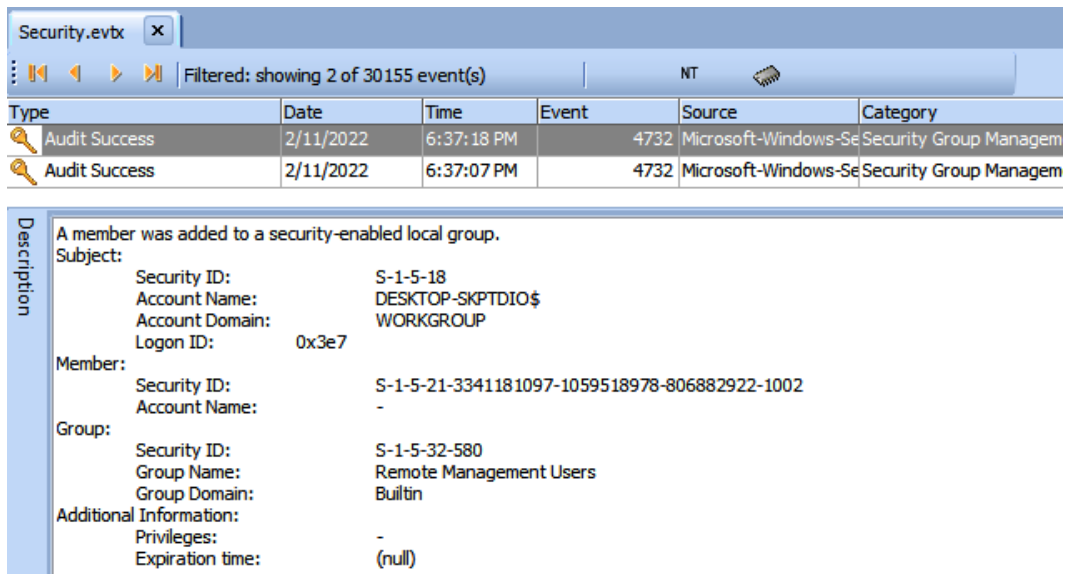 Security.evtx x
Filtered: showing 2 of 30155 event(s) NT
Type Date Time Event Source Category
Audit Success 2/11/2022 6:37:18 PM 4732 Microsoft-Windows-Se Security Group Managem
Audit Success 2/11/2022 6:37:07 PM 4732 Microsoft-Windows-Se Security Group Managem
Description
A member was added to a security-enabled local group.
Subject:
Security ID: S-1-5-18
Account Name: DESKTOP-SKPTDIO$
Account Domain: WORKGROUP
Logon ID: 0x3e7
Member:
Security ID: S-1-5-21-3341181097-1059518978-806882922-1002
Account Name: -
Group:
Security ID: S-1-5-32-580
Group Name: Remote Management Users
Group Domain: Builtin
Additional Information:
Privileges: -
Expiration time: (null)